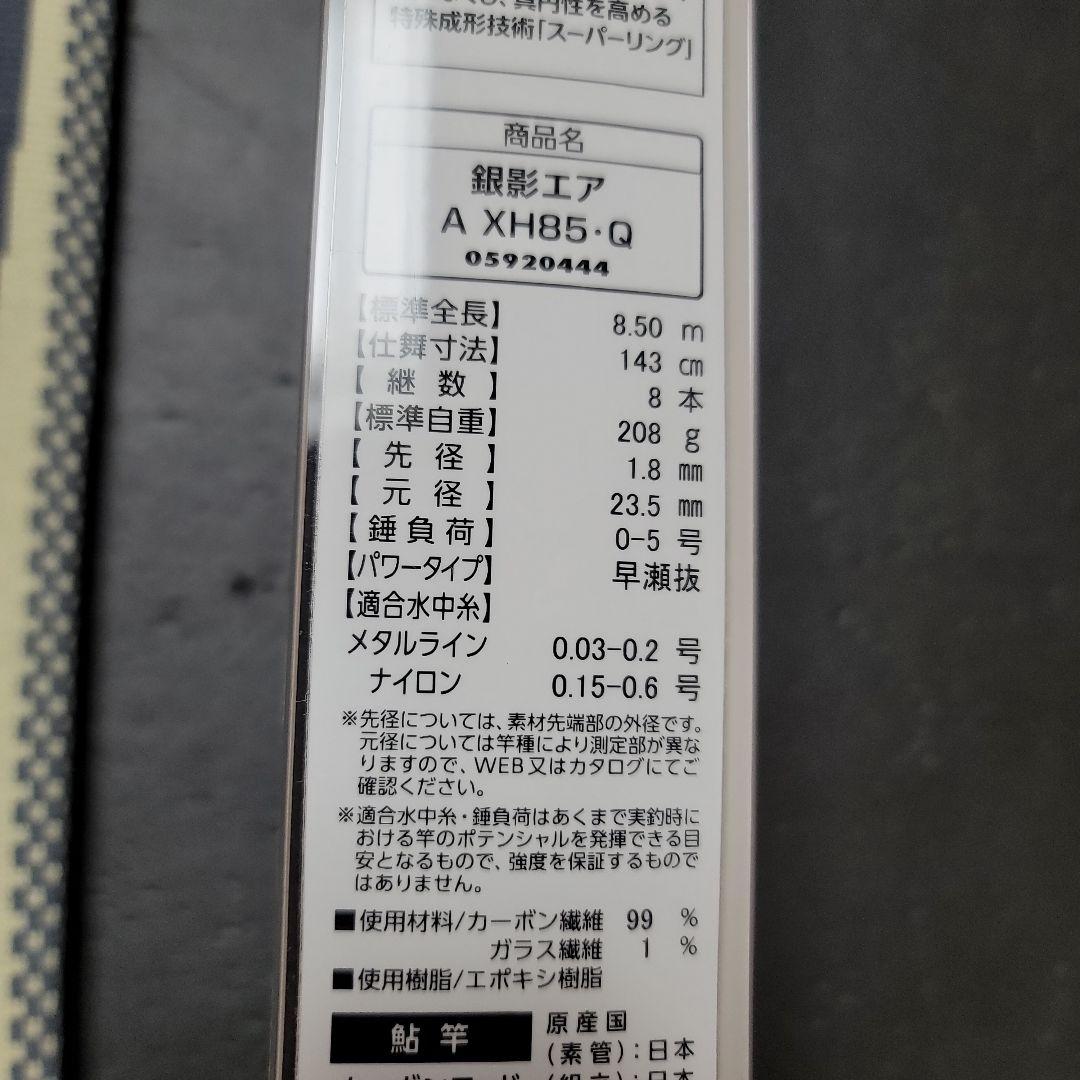 し、真円性を高める
特殊成形技術「スーパーリング」
商品名
銀影エア
A XH85・Q
05920444
【標準全長】 8.50 m
【仕舞寸法】 143 cm
【継数】 8 本
【標準自重】 208 g
【先径】 1.8 mm
【元径】 23.5 mm
【錘負荷】 0-5 号
【パワータイプ】 早瀬抜
【適合水中糸】
メタルライン 0.03-0.2 号
ナイロン 0.15-0.6 号
※先径については、素材先端部の外径です。
元径については竿種により測定部が異な
りますので、WEB又はカタログにてご
確認ください。
※適合水中糸・錘負荷はあくまで実釣時に
おける竿のポテンシャルを発揮できる目
安となるもので、強度を保証するもので
はありません。
■使用材料/カーボン繊維 99 %
ガラス繊維 1 %
■使用樹脂/エポキシ樹脂
鮎竿
原産国
(素管):日本